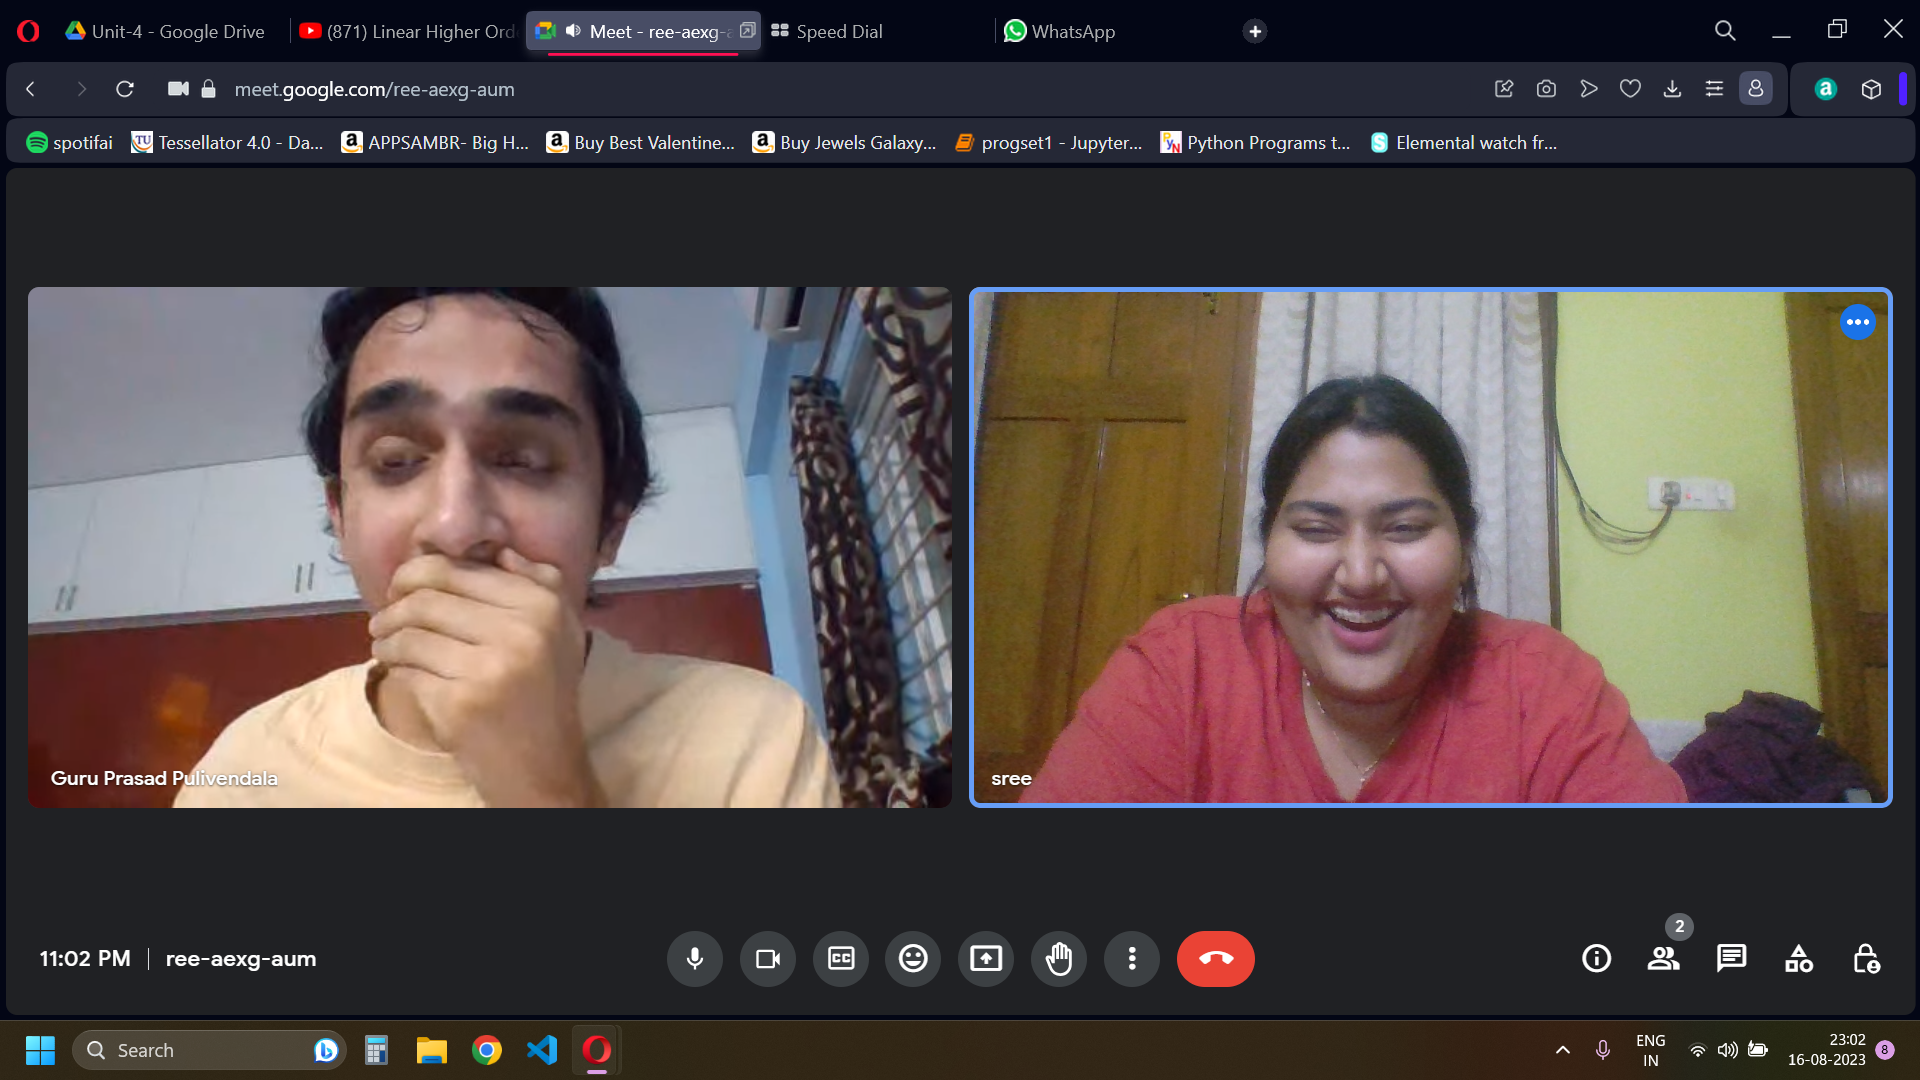 Unit-4 - Google Drive
(871) Linear Higher Ord
Meet - ree-aexg-a
Speed Dial
WhatsApp
meet.google.com/ree-aexg-aum
a
spotifai
TU
Tessellator 4.0 - Da...
a
APPSAMBR- Big H...
a
Buy Best Valentine...
a
Buy Jewels Galaxy...
progset1 - Jupyter...
Python Programs t...
S
Elemental watch fr...
Guru Prasad Pulivendala
sree
11:02 PM
ree-aexg-aum
CC
2
Search
ENG
IN
23:02
16-08-2023
8